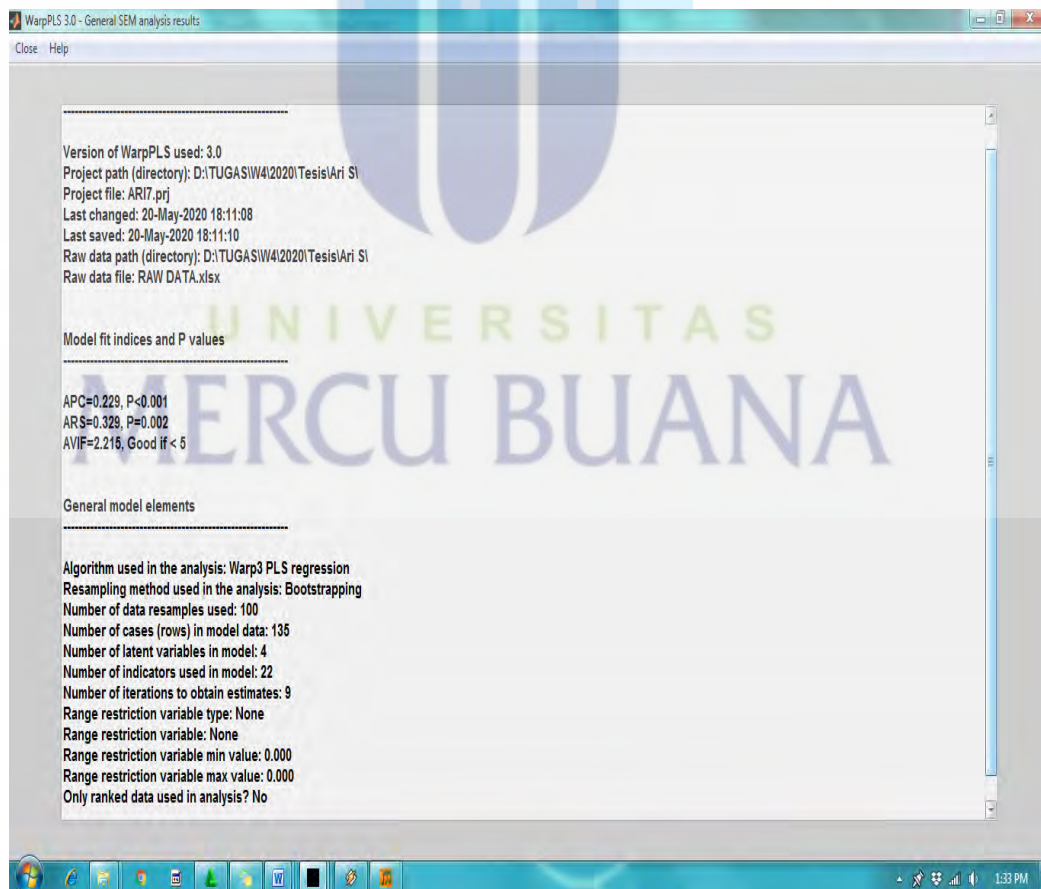 WarpPLS 3.0 - General SEM analysis results
Close Help
-----------------------------------------------------------
Version of WarpPLS used: 3.0
Project path (directory): D:\TUGAS\W4\2020\Tesis\Ari S\
Project file: ARI7.prj
Last changed: 20-May-2020 18:11:08
Last saved: 20-May-2020 18:11:10
Raw data path (directory): D:\TUGAS\W4\2020\Tesis\Ari S\
Raw data file: RAW DATA.xlsx
UNIVERSITAS
Model fit indices and P values
-----------------------------------------------------------
MERCU BUANA
APC=0.229, P<0.001
ARS=0.329, P=0.002
AVIF=2.215, Good if < 5
General model elements
-----------------------------------------------------------
Algorithm used in the analysis: Warp3 PLS regression
Resampling method used in the analysis: Bootstrapping
Number of data resamples used: 100
Number of cases (rows) in model data: 135
Number of latent variables in model: 4
Number of indicators used in model: 22
Number of iterations to obtain estimates: 9
Range restriction variable type: None
Range restriction variable: None
Range restriction variable min value: 0.000
Range restriction variable max value: 0.000
Only ranked data used in analysis? No
1:33 PM